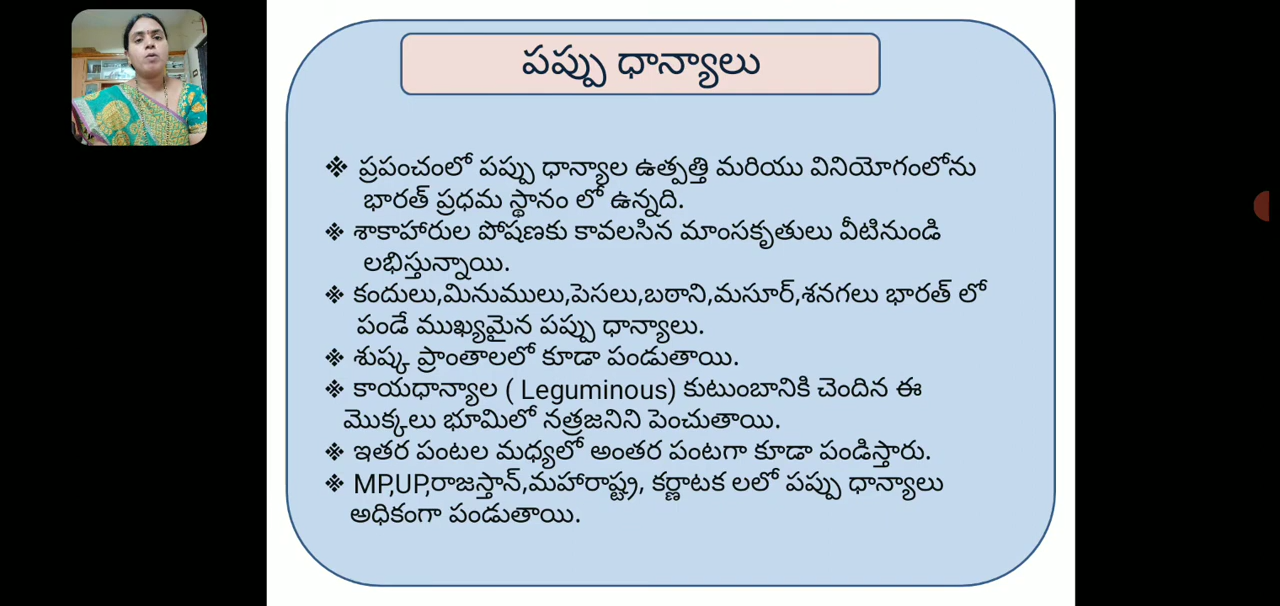 పప్పు ధాన్యాలు
❖ ప్రపంచంలో పప్పు ధాన్యాల ఉత్పత్తి మరియు వినియోగంలోను
భారత్ ప్రధమ స్థానం లో ఉన్నది.
❖ శాకాహారుల పోషణకు కావలసిన మాంసకృతులు వీటినుండి
లభిస్తున్నాయి.
❖ కందులు,మినుములు,పెసలు,బఠాని,మసూర్,శనగలు భారత్ లో
పండే ముఖ్యమైన పప్పు ధాన్యాలు.
❖ శుష్క ప్రాంతాలలో కూడా పండుతాయి.
❖ కాయధాన్యాల ( Leguminous) కుటుంబానికి చెందిన ఈ
మొక్కలు భూమిలో నత్రజనిని పెంచుతాయి.
❖ ఇతర పంటల మధ్యలో అంతర పంటగా కూడా పండిస్తారు.
❖ MP,UP,రాజస్తాన్,మహారాష్ట్ర, కర్ణాటక లలో పప్పు ధాన్యాలు
అధికంగా పండుతాయి.